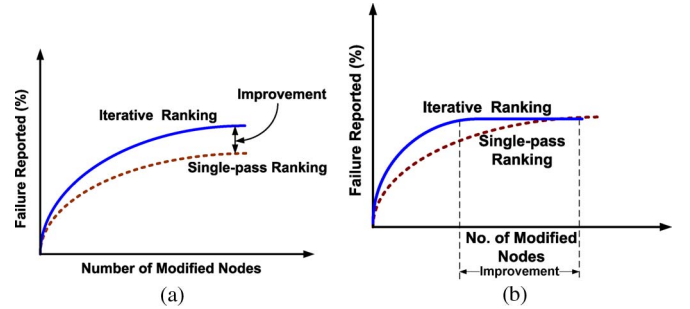 Failure Reported (%)
Iterative Ranking
Improvement
Single-pass Ranking
Number of Modified Nodes
(a)
Failure Reported (%)
Iterative Ranking
Single-pass
Ranking
No. of Modified
Nodes
Improvement
(b)